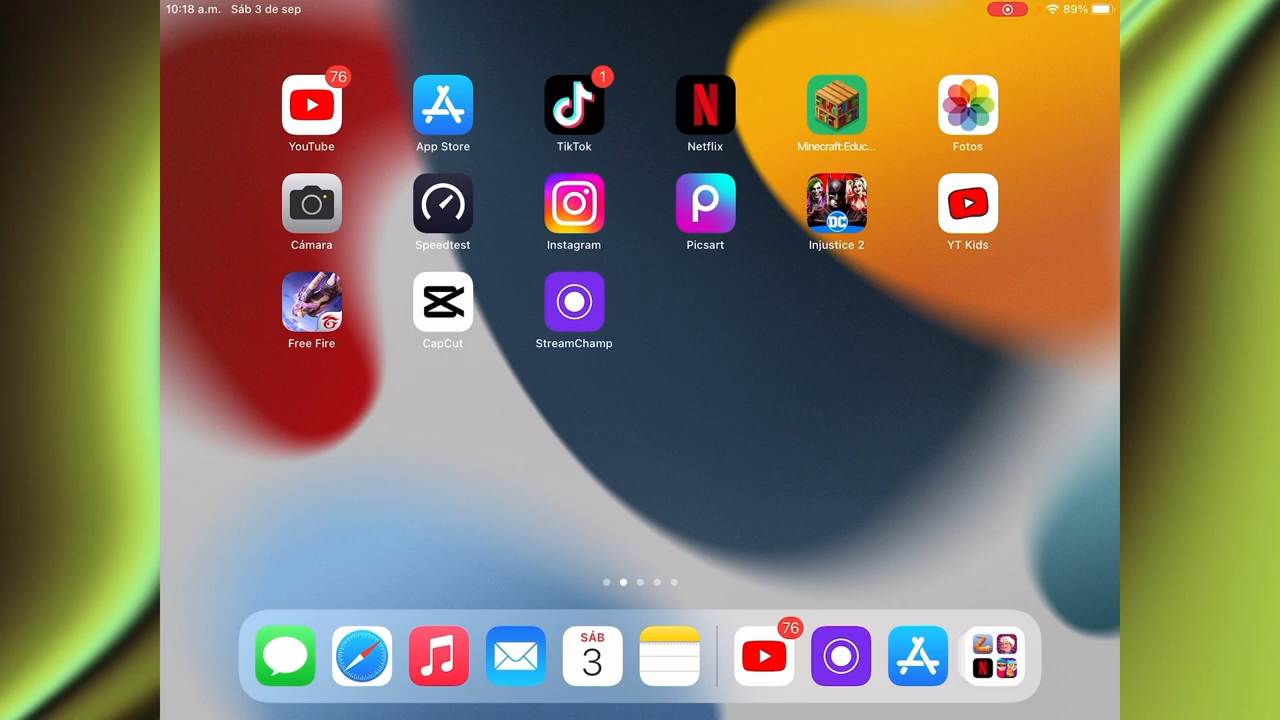 10:18 a.m. Sáb 3 de sep
89%
76
1
YouTube
App Store
TikTok
Netflix
Minecraft:Educ...
Fotos
DC
Cámara
Speedtest
Instagram
Picsart
Injustice 2
YT Kids
Free Fire
CapCut
StreamChamp
76
SÁB
3